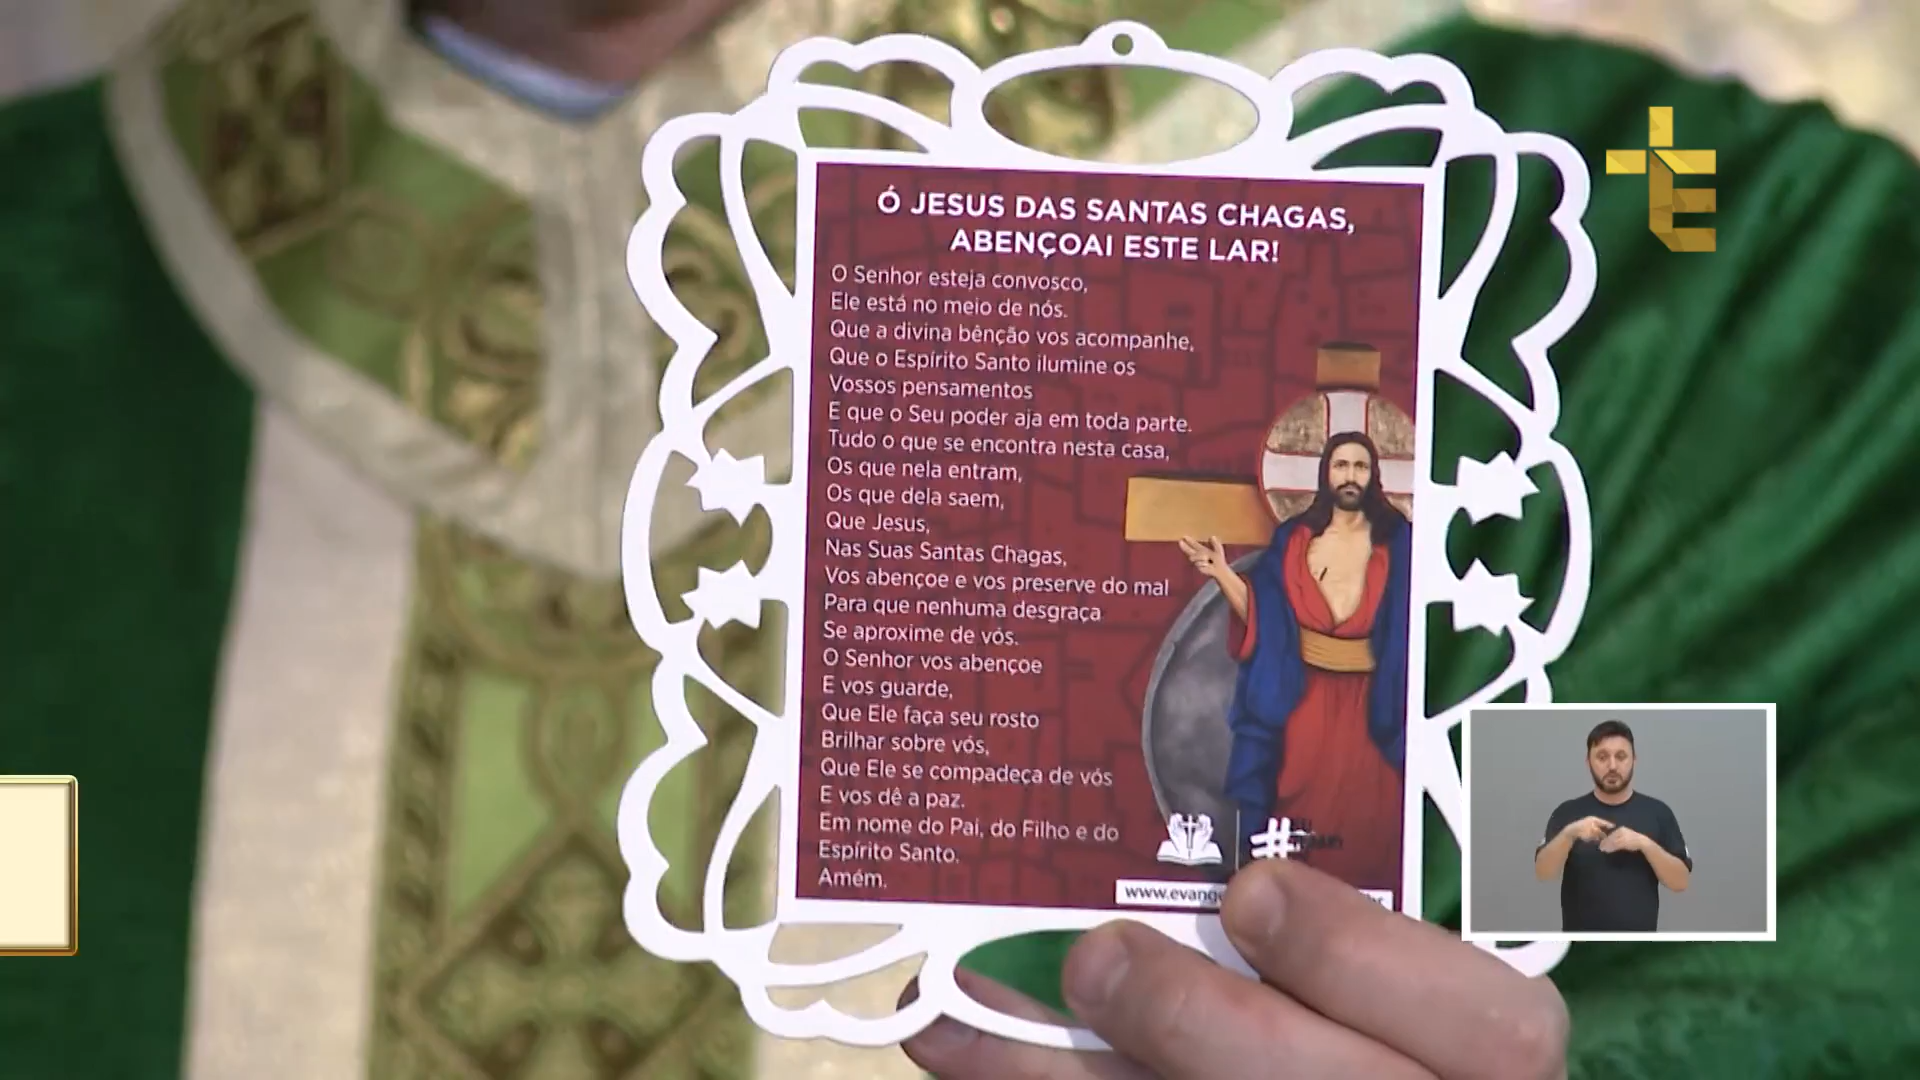 Ó JESUS DAS SANTAS CHAGAS,
ABENÇOAI ESTE LAR!
O Senhor esteja convosco,
Ele está no meio de nós.
Que a divina bênção vos acompanhe,
Que o Espírito Santo ilumine os
Vossos pensamentos
E que o Seu poder aja em toda parte.
Tudo o que se encontra nesta casa,
Os que nela entram,
Os que dela saem,
Que Jesus,
Nas Suas Santas Chagas,
Vos abençoe e vos preserve do mal
Para que nenhuma desgraça
Se aproxime de vós.
O Senhor vos abençoe
E vos guarde,
Que Ele faça seu rosto
Brilhar sobre vós,
Que Ele se compadeça de vós
E vos dê a paz.
Em nome do Pai, do Filho e do
Espírito Santo.
Amém.